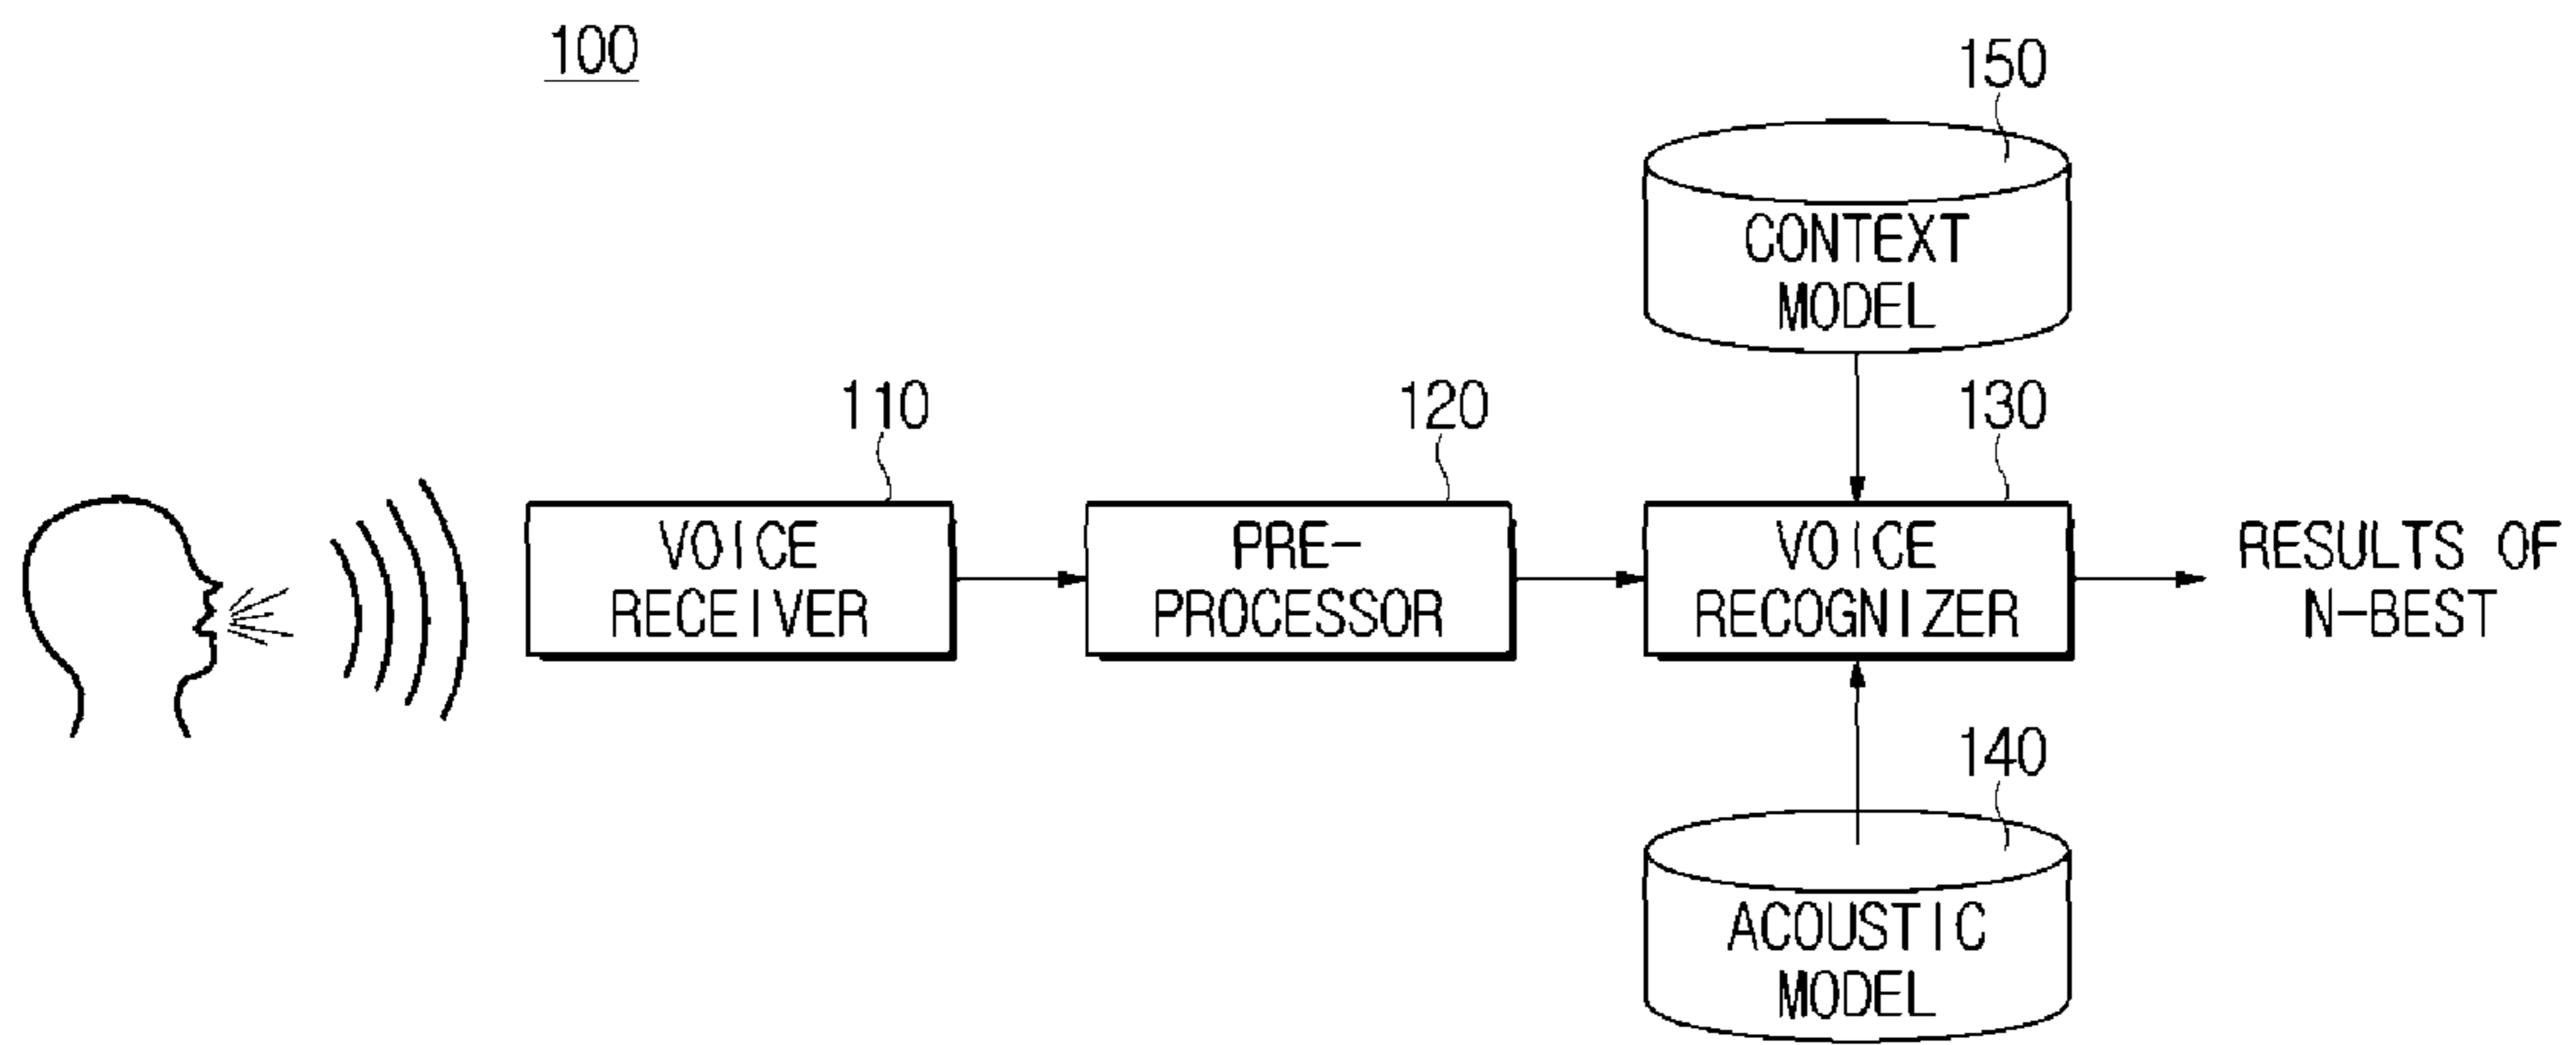 100
150
CONTEXT
MODEL
110
120
130
VOICE
RECEIVER
PRE-
PROCESSOR
VOICE
RECOGNIZER
RESULTS OF
N-BEST
140
ACOUSTIC
MODEL